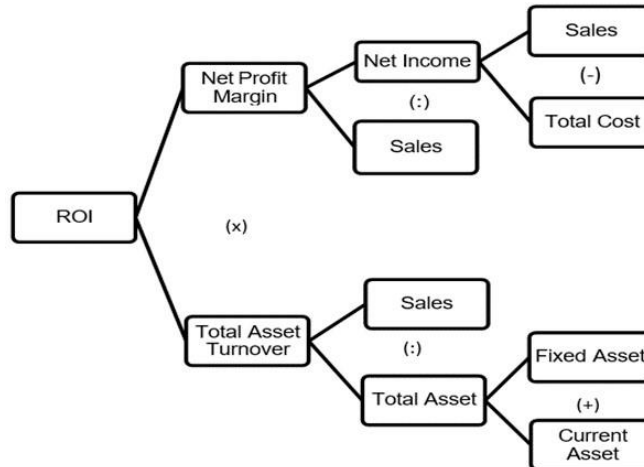 Sales
Net Income
(-)
Net Profit
Margin
(:)
Total Cost
Sales
ROI
(x)
Sales
Total Asset
Turnover
(:)
Fixed Asset
Total Asset
(+)
Current
Asset